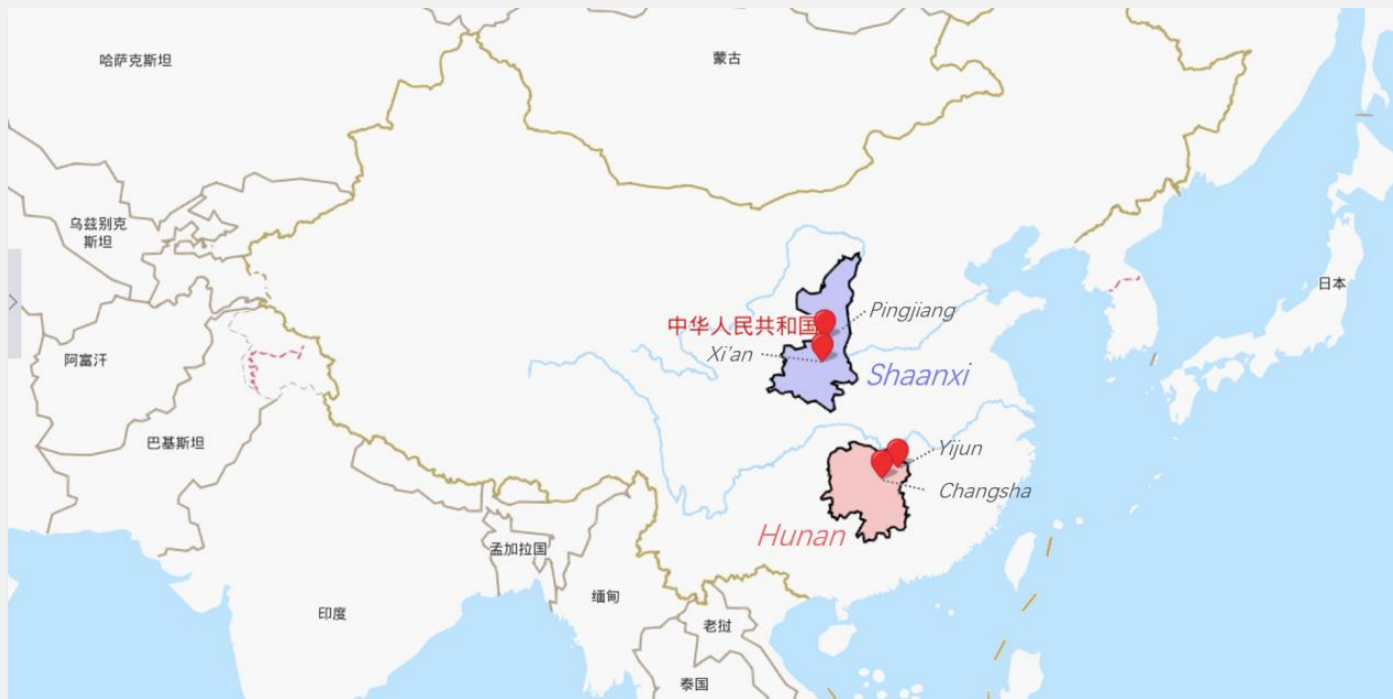 哈萨克斯坦
蒙古
乌兹别克
斯坦
日本
Pingjiang
中华人民共和国
Xi'an
阿富汗
Shaanxi
巴基斯坦
Yijun
Changsha
Hunan
孟加拉国
缅甸
印度
老挝
泰国